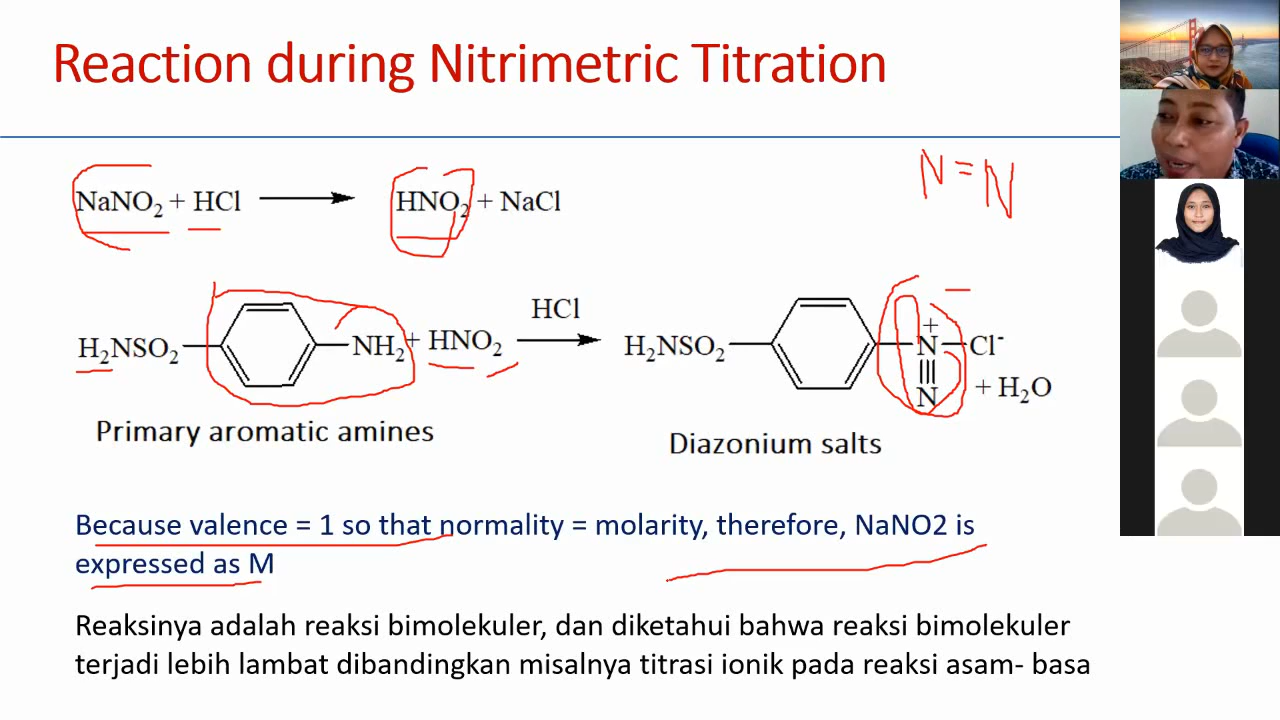 Reaction during Nitrimetric Titration
N = N
NaNO2 + HCl → HNO2 + NaCl
HCl
H2NSO2 NH2 + HNO2 → H2NSO2 N+ Cl-
N + H2O
Primary aromatic amines
Diazonium salts
Because valence = 1 so that normality = molarity, therefore, NaNO2 is
expressed as M
Reaksinya adalah reaksi bimolekuler, dan diketahui bahwa reaksi bimolekuler
terjadi lebih lambat dibandingkan misalnya titrasi ionik pada reaksi asam- basa